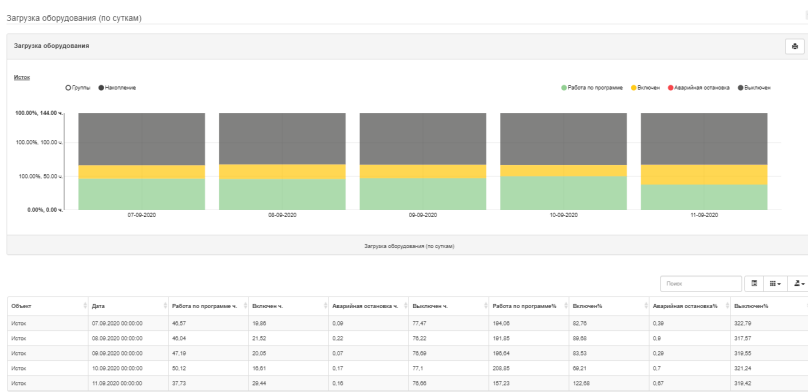 Загрузка оборудования (по суткам)
Загрузка оборудования
Исток
Группы Накопление Работа по программе Включен Аварийная остановка Выключен
100.00%, 144.00 ч.
100.00%, 100.00 ч.
100.00%, 50.00 ч.
0.00%, 0.00 ч.
07-09-2020 08-09-2020 09-09-2020 10-09-2020 11-09-2020
Загрузка оборудования (по суткам)
Поиск
Объект Дата Работа по программе ч. Включен ч. Аварийная остановка ч. Выключен ч. Работа по программе% Включен% Аварийная остановка% Выключен%
Исток 07.09.2020 00:00:00 46,57 19,86 0,09 77,47 194,06 82,76 0,39 322,79
Исток 08.09.2020 00:00:00 46,04 21,52 0,22 76,22 191,85 89,68 0,9 317,57
Исток 09.09.2020 00:00:00 47,19 20,05 0,07 76,69 196,64 83,53 0,29 319,55
Исток 10.09.2020 00:00:00 50,12 16,61 0,17 77,1 208,85 69,21 0,7 321,24
Исток 11.09.2020 00:00:00 37,73 29,44 0,16 76,66 157,23 122,68 0,67 319,42